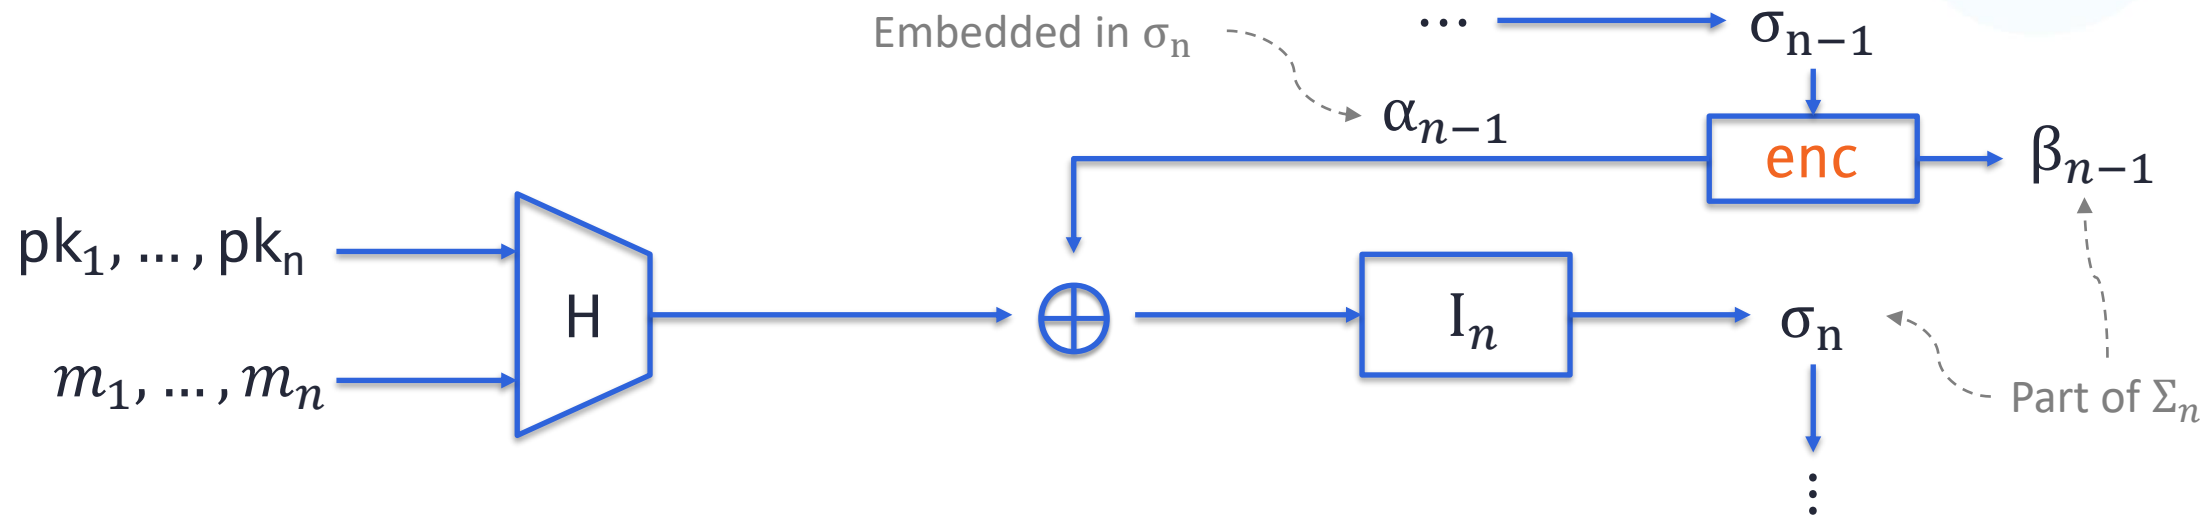 Embedded in σₙ
⋯
σₙ₋₁
αₙ₋₁
enc
βₙ₋₁
pk₁, … , pkₙ
H
Iₙ
σₙ
m₁, … , mₙ
Part of Σₙ
⋮